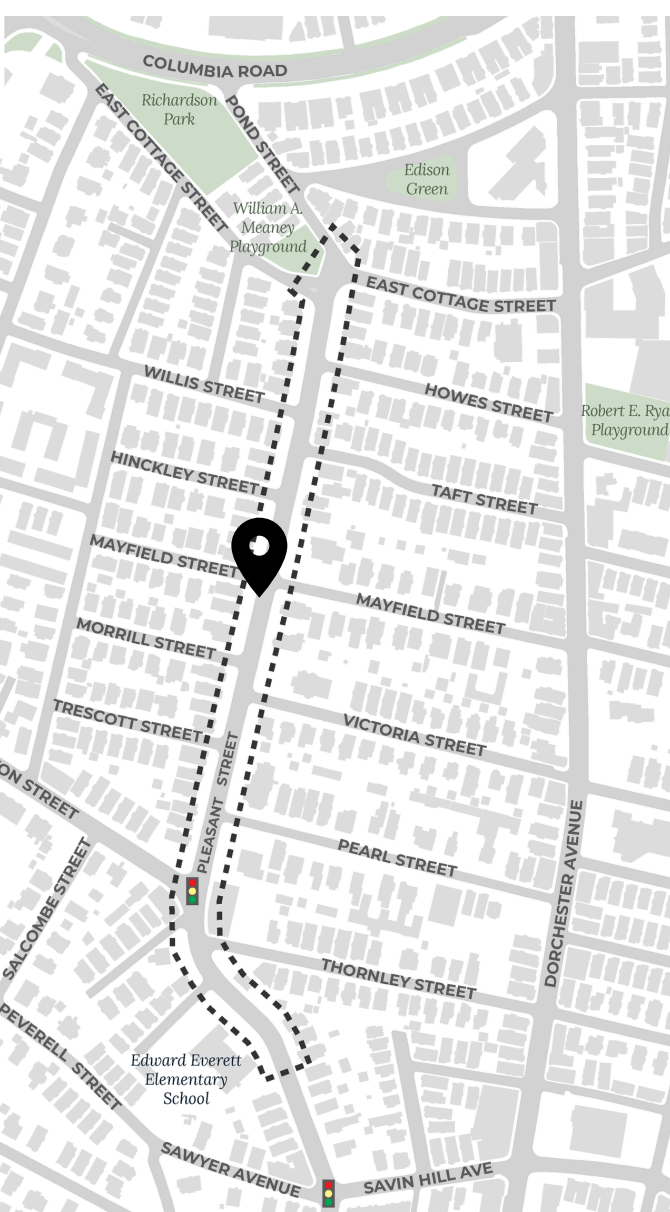 COLUMBIA ROAD
Richardson
Park
POND STREET
EAST COTTAGE STREET
Edison
Green
William A.
Meaney
Playground
EAST COTTAGE STREET
WILLIS STREET
HOWES STREET
Robert E. Rya
Playground
HINCKLEY STREET
TAFT STREET
MAYFIELD STREET
MAYFIELD STREET
MORRILL STREET
TRESCOTT STREET
VICTORIA STREET
PLEASANT STREET
ON STREET
PEARL STREET
DORCHESTER AVENUE
SALCOMBE STREET
THORNLEY STREET
PEVERELL STREET
Edward Everett
Elementary
School
SAWYER AVENUE
SAVIN HILL AVE